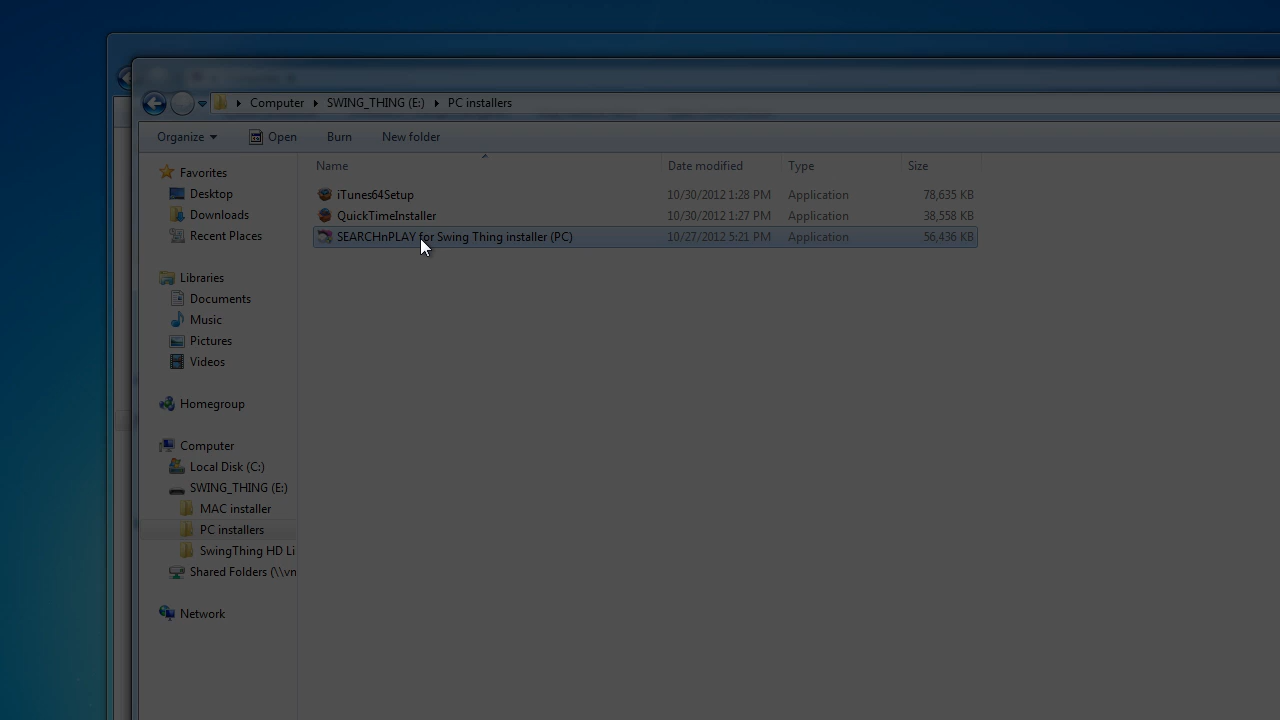 Computer SWING_THING (E:) PC installers
Organize Open Burn New folder
Name Date modified Type Size
Favorites
Desktop
Downloads
Recent Places
Libraries
Documents
Music
Pictures
Videos
Homegroup
Computer
Local Disk (C:)
SWING_THING (E:)
MAC installer
PC installers
SwingThing HD Li
Shared Folders (\\vn
Network
iTunes64Setup 10/30/2012 1:28 PM Application 78,635 KB
QuickTimeInstaller 10/30/2012 1:27 PM Application 38,558 KB
SEARCHnPLAY for Swing Thing installer (PC) 10/27/2012 5:21 PM Application 56,436 KB